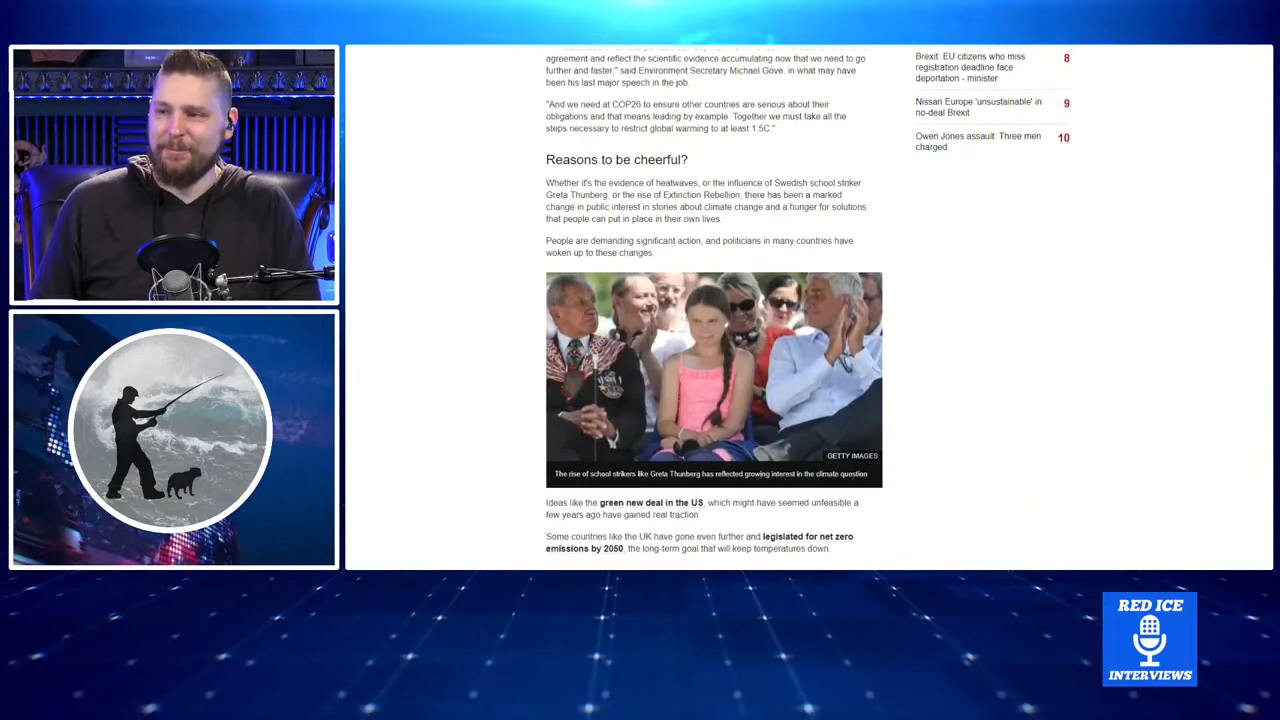 agreement and reflect the scientific evidence accumulating now that we need to go
further and faster," said Environment Secretary Michael Gove, in what may have
been his last major speech in the job.
"And we need at COP26 to ensure other countries are serious about their
obligations and that means leading by example. Together we must take all the
steps necessary to restrict global warming to at least 1.5C."
Reasons to be cheerful?
Whether it's the evidence of heatwaves, or the influence of Swedish school striker
Greta Thunberg, or the rise of Extinction Rebellion, there has been a marked
change in public interest in stories about climate change and a hunger for solutions
that people can put in place in their own lives.
People are demanding significant action, and politicians in many countries have
woken up to these changes.
GETTY IMAGES
The rise of school strikers like Greta Thunberg has reflected growing interest in the climate question
Ideas like the green new deal in the US, which might have seemed unfeasible a
few years ago have gained real traction
Some countries like the UK have gone even further and legislated for net zero
emissions by 2050, the long-term goal that will keep temperatures down.
Brexit: EU citizens who miss 8
registration deadline face
deportation - minister
Nissan Europe 'unsustainable' in 9
no-deal Brexit
Owen Jones assault: Three men 10
charged
RED ICE
INTERVIEWS